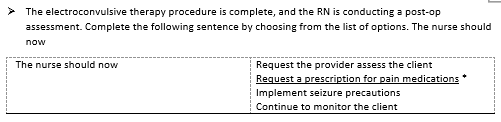 ➤ The electroconvulsive therapy procedure is complete, and the RN is conducting a post-op
assessment. Complete the following sentence by choosing from the list of options. The nurse should
now
The nurse should now
Request the provider assess the client
Request a prescription for pain medications *
Implement seizure precautions
Continue to monitor the client